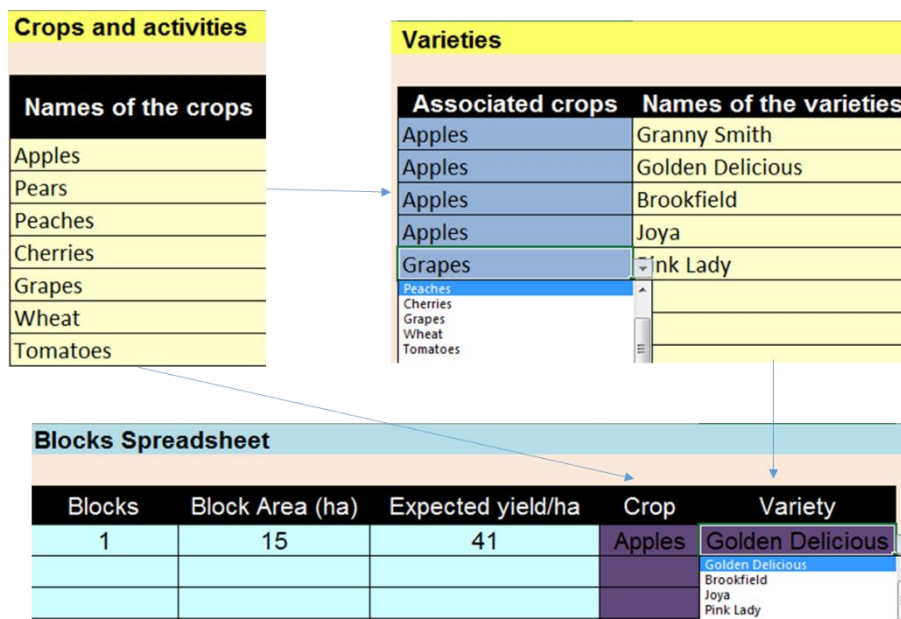 Crops and activities
Names of the crops
Apples
Pears
Peaches
Cherries
Grapes
Wheat
Tomatoes
Varieties
Associated crops Names of the varieties
Apples Granny Smith
Apples Golden Delicious
Apples Brookfield
Apples Joya
Grapes Pink Lady
Peaches
Cherries
Grapes
Wheat
Tomatoes
Blocks Spreadsheet
Blocks Block Area (ha) Expected yield/ha Crop Variety
1 15 41 Apples Golden Delicious
Golden Delicious
Brookfield
Joya
Pink Lady